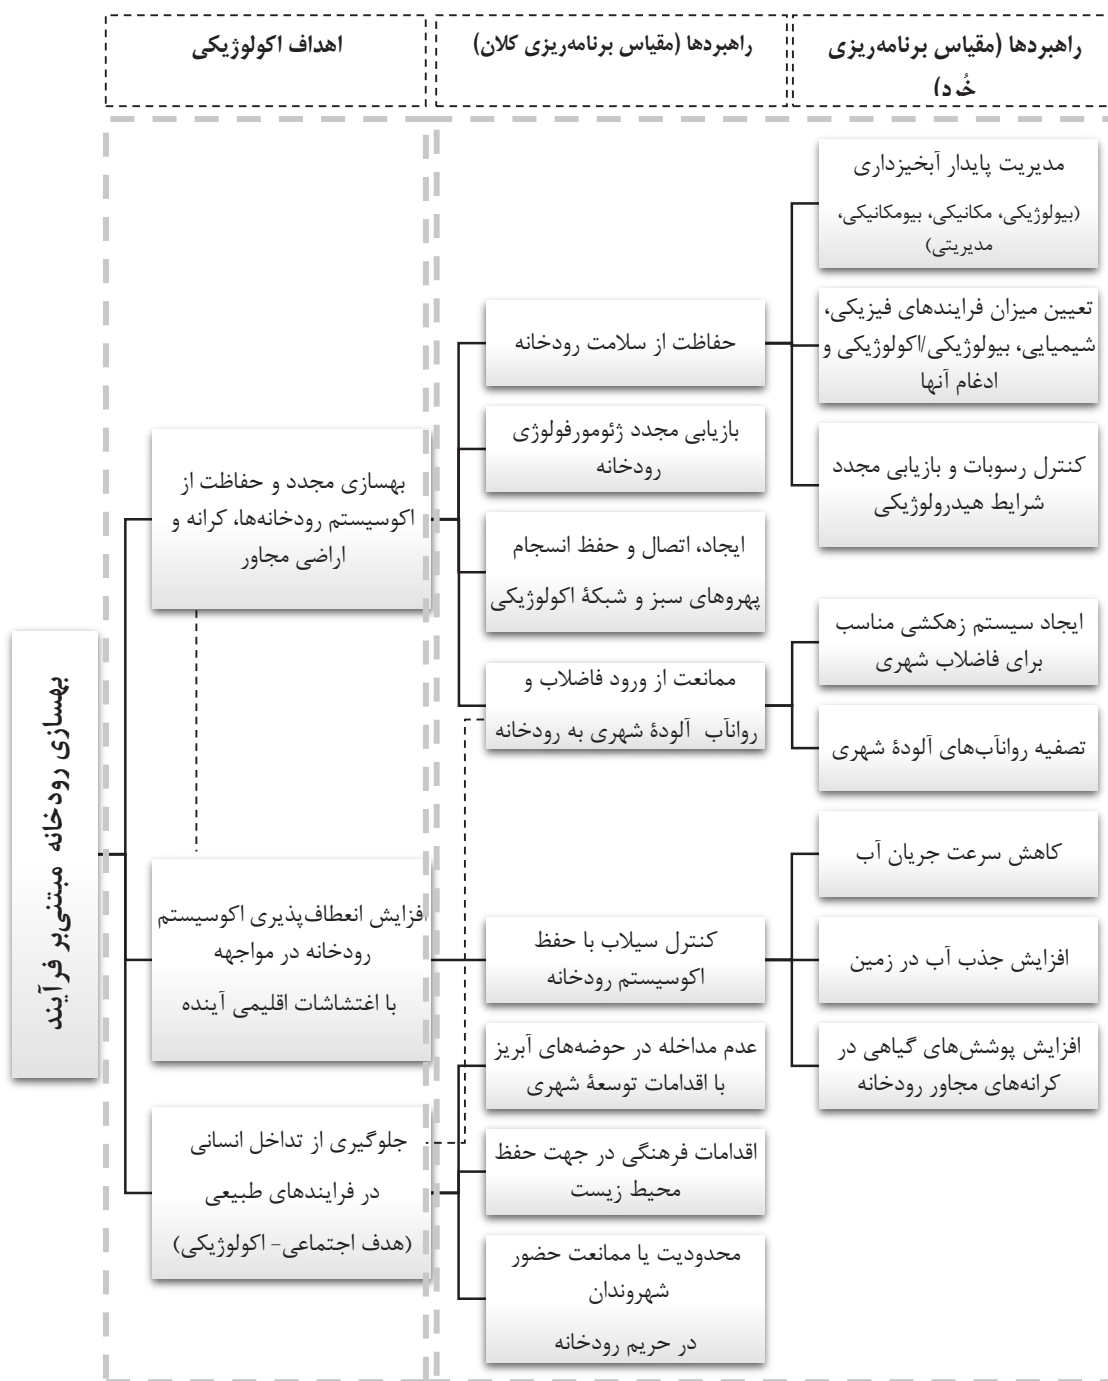 اهداف اکولوژیکی
راهبردها (مقیاس برنامه‌ریزی کلان)
راهبردها (مقیاس برنامه‌ریزی
خُرد)
بهسازی رودخانه مبتنی‌بر فرآیند
بهسازی مجدد و حفاظت از
اکوسیستم رودخانه‌ها، کرانه و
اراضی مجاور
افزایش انعطاف‌پذیری اکوسیستم
رودخانه در مواجهه
با اغتشاشات اقلیمی آینده
جلوگیری از تداخل انسانی
در فرایندهای طبیعی
(هدف اجتماعی- اکولوژیکی)
حفاظت از سلامت رودخانه
بازیابی مجدد ژئومورفولوژی
رودخانه
ایجاد، اتصال و حفظ انسجام
پهروهای سبز و شبکهٔ اکولوژیکی
ممانعت از ورود فاضلاب و
روانآب آلودهٔ شهری به رودخانه
کنترل سیلاب با حفظ
اکوسیستم رودخانه
عدم مداخله در حوضه‌های آبریز
با اقدامات توسعهٔ شهری
اقدامات فرهنگی در جهت حفظ
محیط زیست
محدودیت یا ممانعت حضور
شهروندان
در حریم رودخانه
مدیریت پایدار آبخیزداری
(بیولوژیکی، مکانیکی، بیومکانیکی،
مدیریتی)
تعیین میزان فرایندهای فیزیکی،
شیمیایی، بیولوژیکی/اکولوژیکی و
ادغام آنها
کنترل رسوبات و بازیابی مجدد
شرایط هیدرولوژیکی
ایجاد سیستم زهکشی مناسب
برای فاضلاب شهری
تصفیه روانآب‌های آلودهٔ شهری
کاهش سرعت جریان آب
افزایش جذب آب در زمین
افزایش پوشش‌های گیاهی در
کرانه‌های مجاور رودخانه